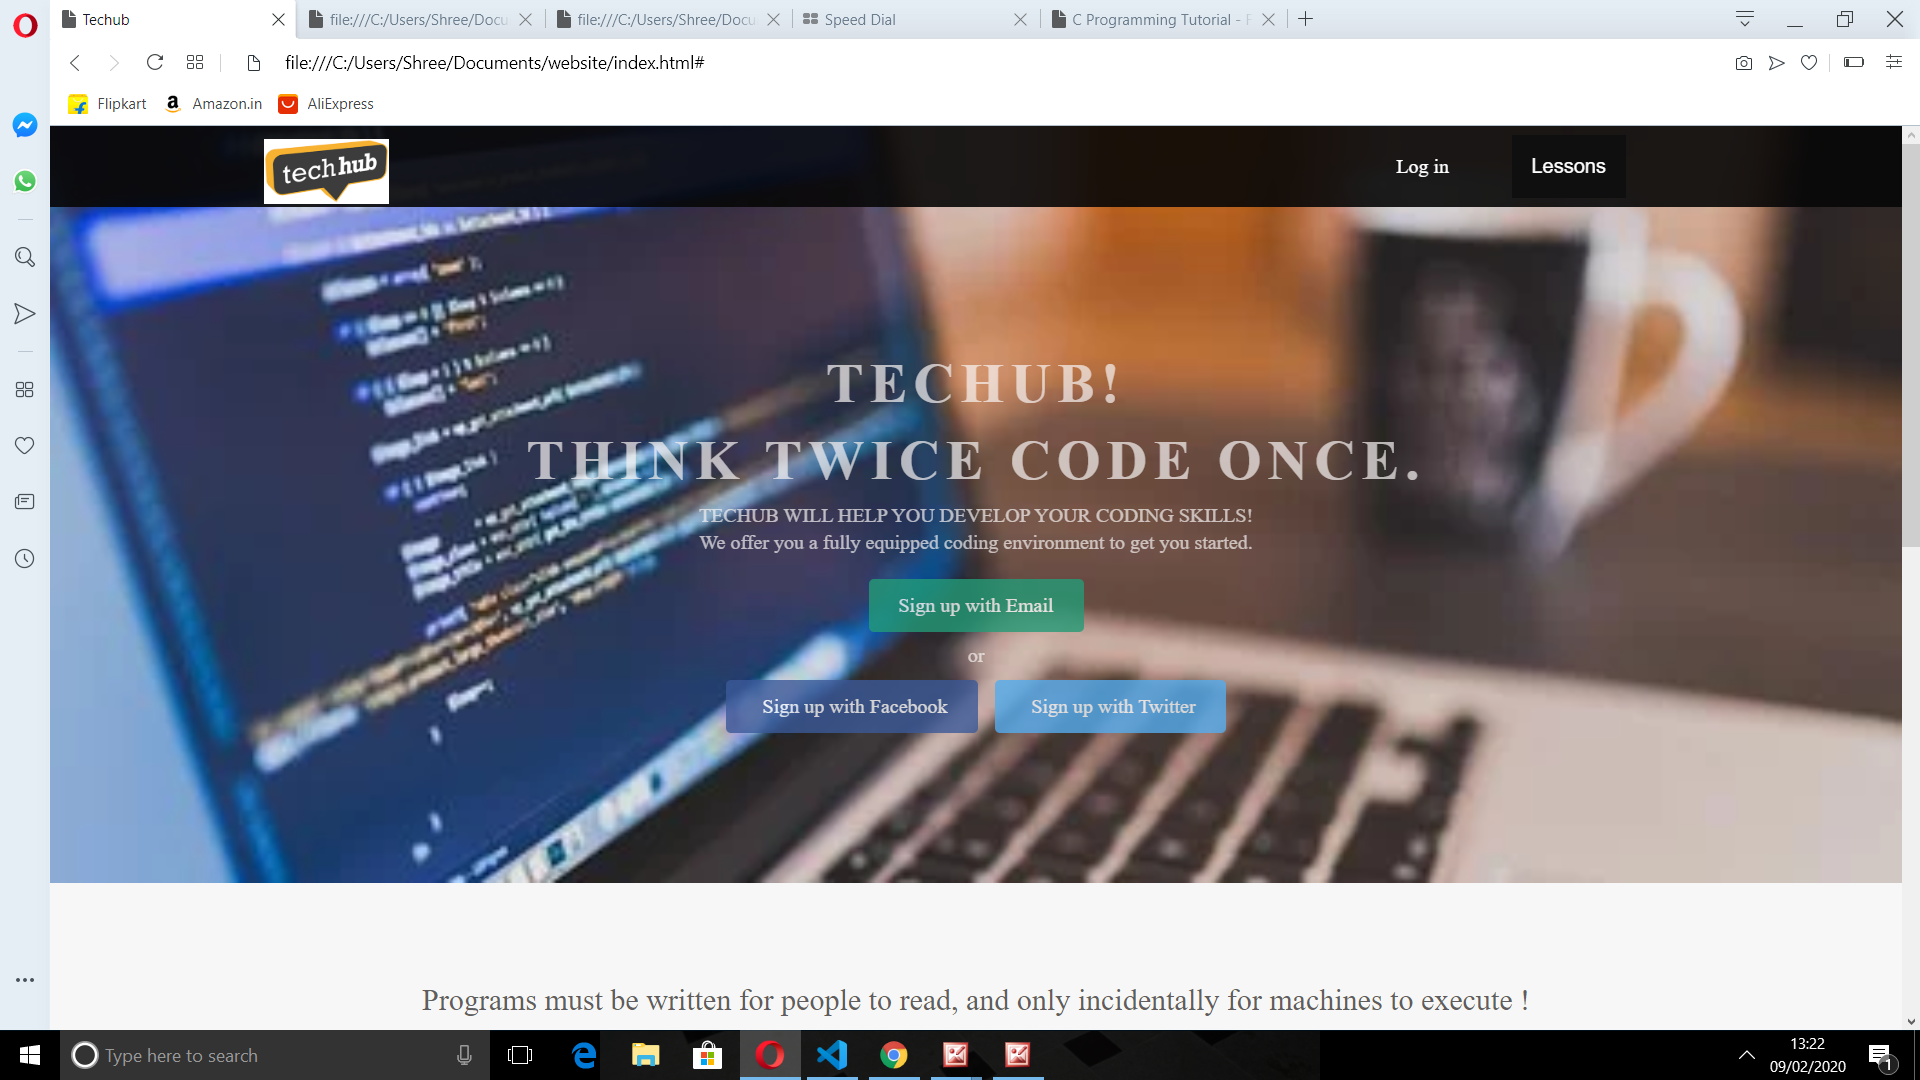 Techub
file:///C:/Users/Shree/Docu
file:///C:/Users/Shree/Docu
Speed Dial
C Programming Tutorial - F
file:///C:/Users/Shree/Documents/website/index.html#
Flipkart
Amazon.in
AliExpress
tech hub
Log in
Lessons
TECHUB!
THINK TWICE CODE ONCE.
TECHUB WILL HELP YOU DEVELOP YOUR CODING SKILLS!
We offer you a fully equipped coding environment to get you started.
Sign up with Email
or
Sign up with Facebook
Sign up with Twitter
Programs must be written for people to read, and only incidentally for machines to execute !
Type here to search
13:22
09/02/2020
1